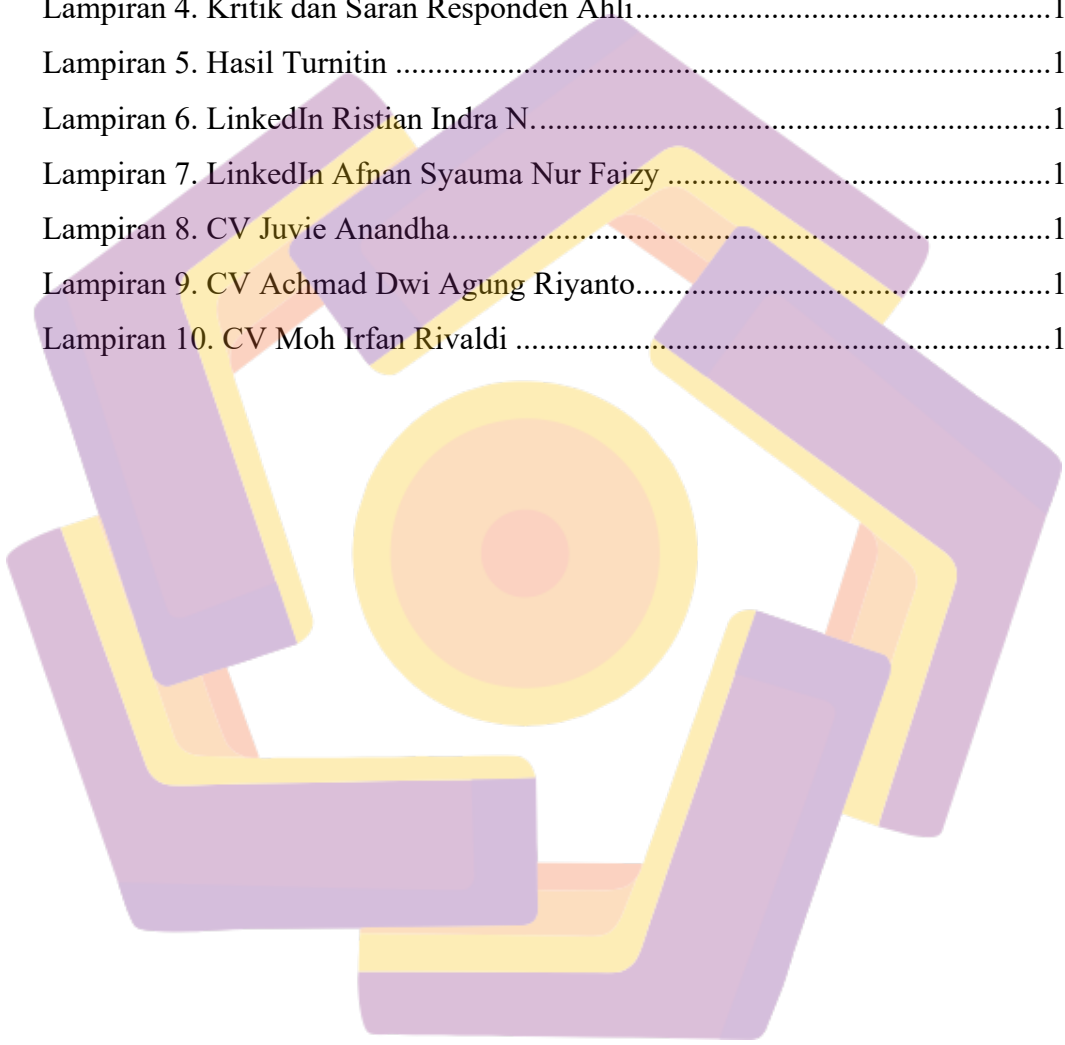 Lampiran 4. Kritik dan Saran Responden Ahli..........................................................1
Lampiran 5. Hasil Turnitin ....................................................................................1
Lampiran 6. LinkedIn Ristian Indra N...................................................................1
Lampiran 7. LinkedIn Afnan Syauma Nur Faizy .................................................1
Lampiran 8. CV Juvie Anandha............................................................................1
Lampiran 9. CV Achmad Dwi Agung Riyanto.....................................................1
Lampiran 10. CV Moh Irfan Rivaldi ....................................................................1